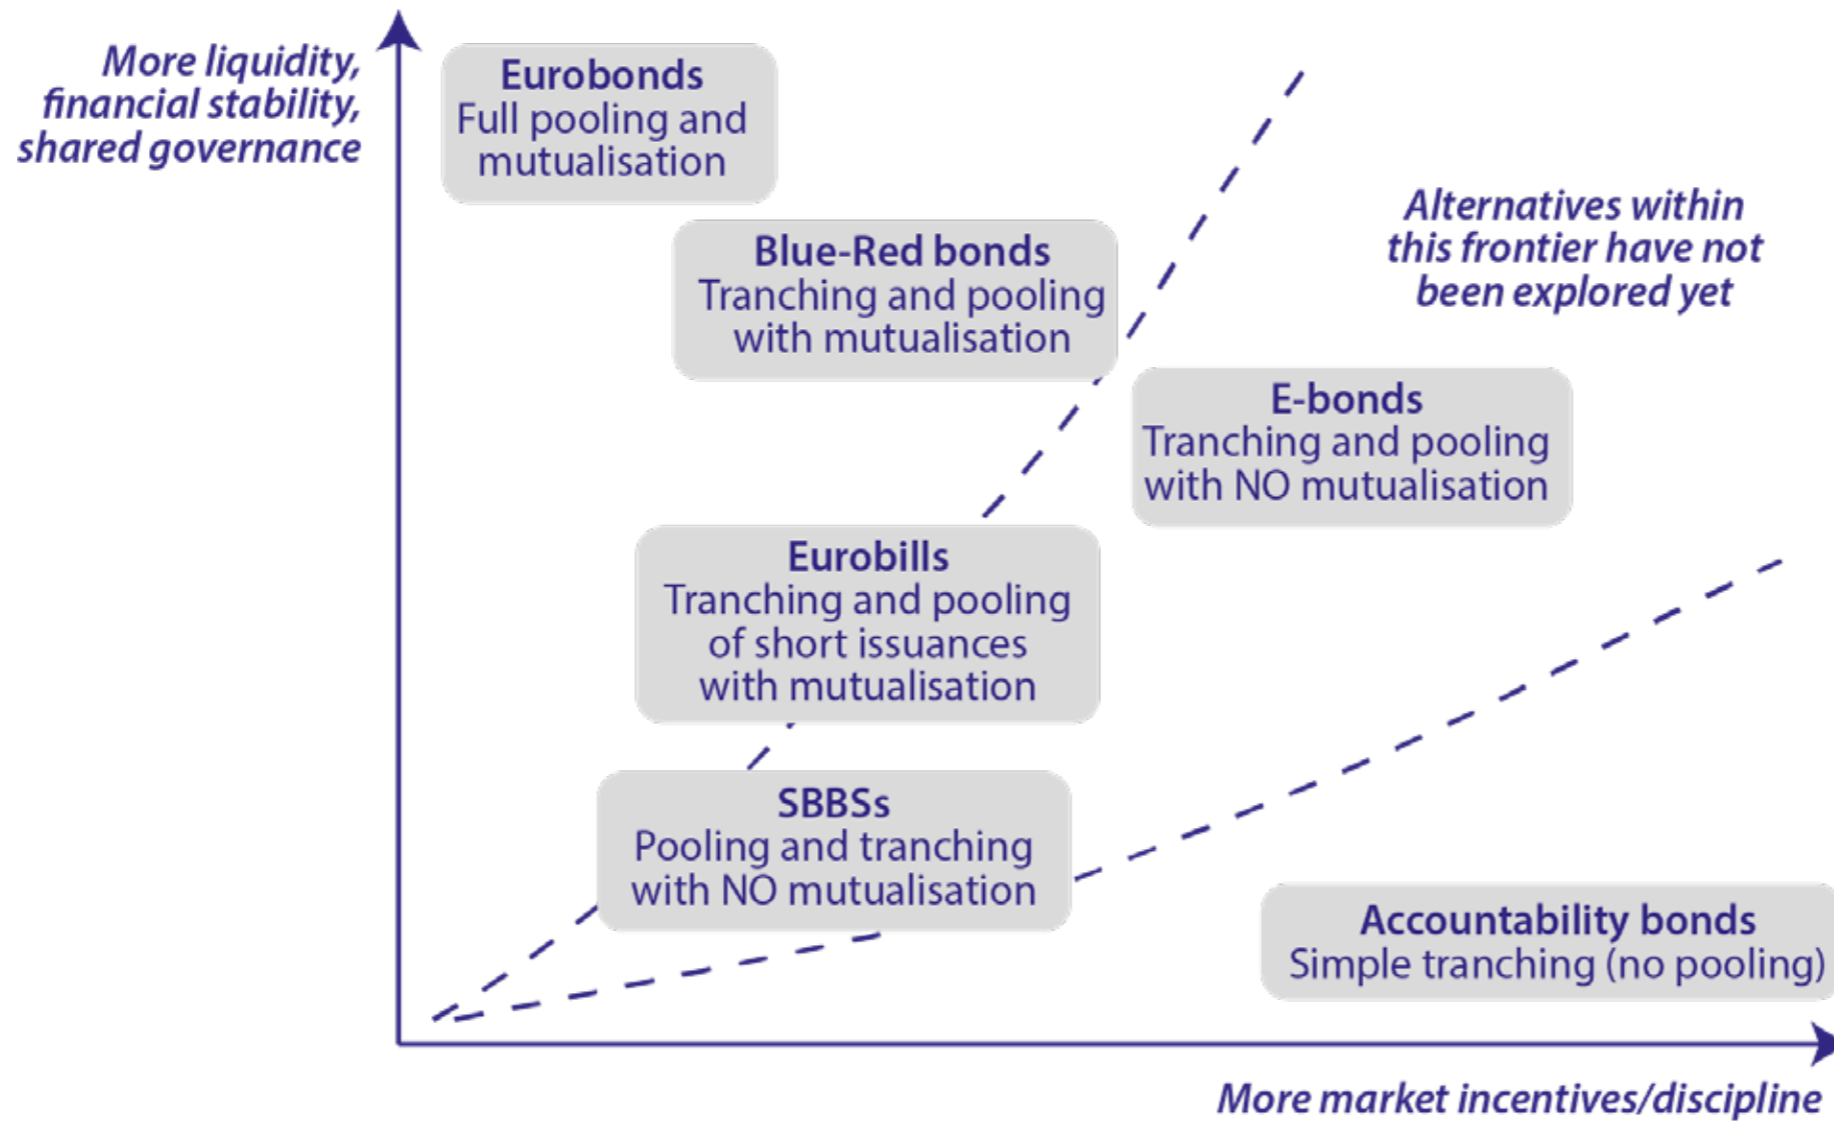 More liquidity,
financial stability,
shared governance
Eurobonds
Full pooling and
mutualisation
Blue-Red bonds
Tranching and pooling
with mutualisation
Alternatives within
this frontier have not
been explored yet
E-bonds
Tranching and pooling
with NO mutualisation
Eurobills
Tranching and pooling
of short issuances
with mutualisation
SBBSs
Pooling and tranching
with NO mutualisation
Accountability bonds
Simple tranching (no pooling)
More market incentives/discipline